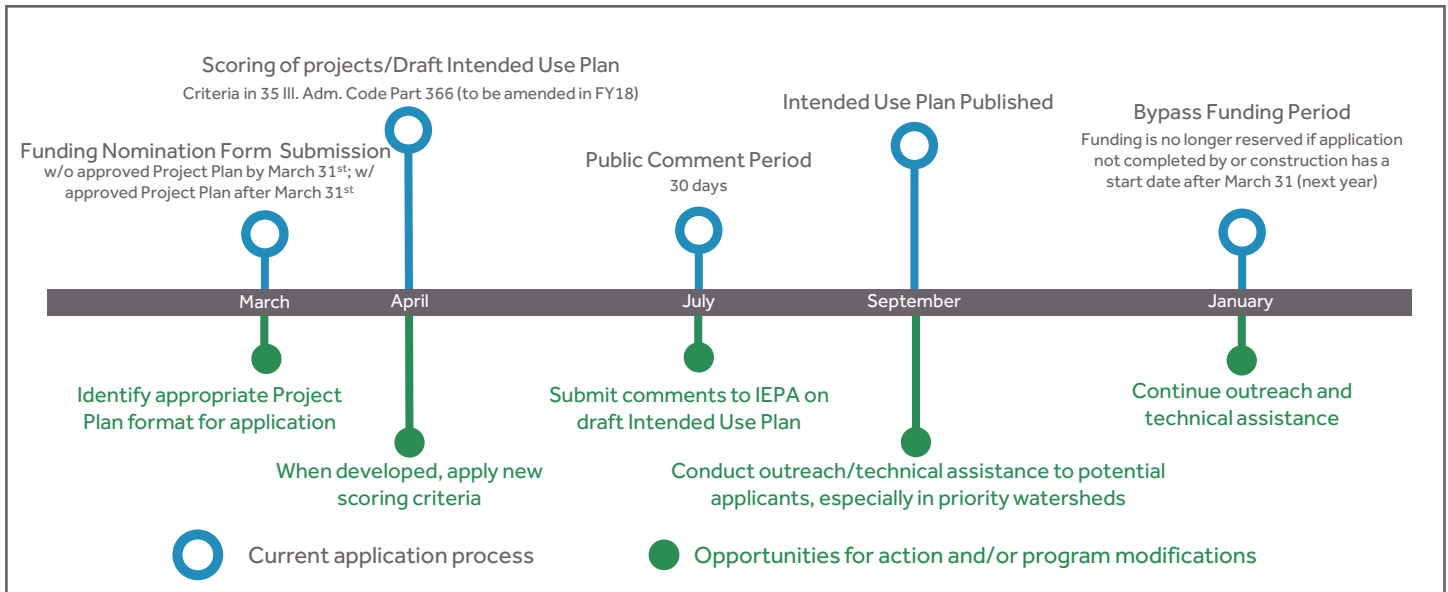 Scoring of projects/Draft Intended Use Plan
Criteria in 35 Ill. Adm. Code Part 366 (to be amended in FY18)
Funding Nomination Form Submission
w/o approved Project Plan by March 31st; w/
approved Project Plan after March 31st
Public Comment Period
30 days
Intended Use Plan Published
Bypass Funding Period
Funding is no longer reserved if application
not completed by or construction has a
start date after March 31 (next year)
March
April
July
September
January
Identify appropriate Project
Plan format for application
When developed, apply new
scoring criteria
Submit comments to IEPA on
draft Intended Use Plan
Conduct outreach/technical assistance to potential
applicants, especially in priority watersheds
Continue outreach and
technical assistance
Current application process
Opportunities for action and/or program modifications